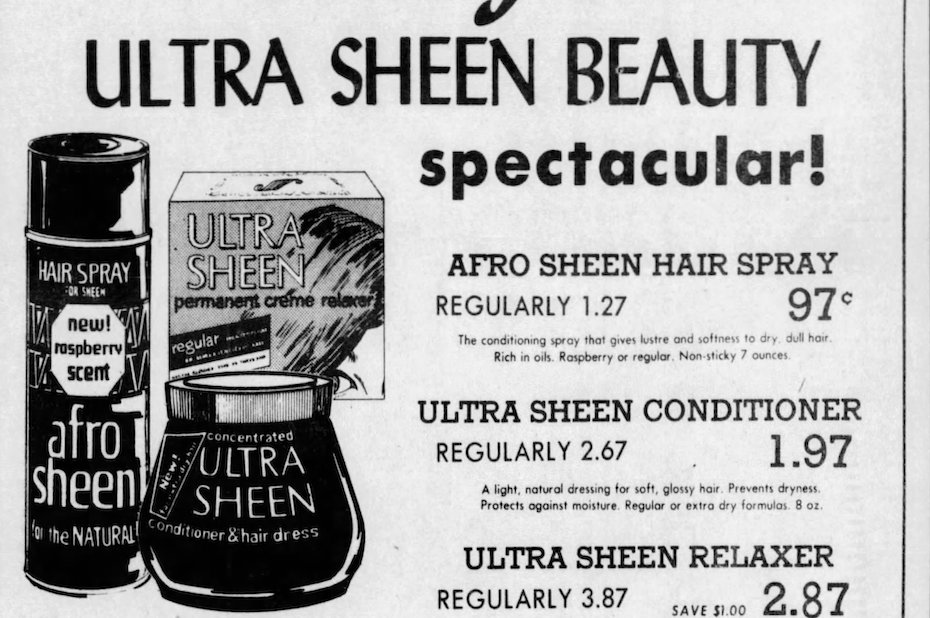 ULTRA SHEEN BEAUTY
spectacular!
HAIR SPRAY
FOR SHEEN
new!
raspberry
scent
afro
sheen
for the NATURAL
ULTRA
SHEEN
permanent creme relaxer
regular
concentrated
New!
ULTRA
SHEEN
conditioner & hair dress
AFRO SHEEN HAIR SPRAY
REGULARLY 1.27 97¢
The conditioning spray that gives lustre and softness to dry, dull hair.
Rich in oils. Raspberry or regular. Non-sticky 7 ounces.
ULTRA SHEEN CONDITIONER
REGULARLY 2.67 1.97
A light, natural dressing for soft, glossy hair. Prevents dryness.
Protects against moisture. Regular or extra dry formulas. 8 oz.
ULTRA SHEEN RELAXER
REGULARLY 3.87 SAVE $1.00 2.87